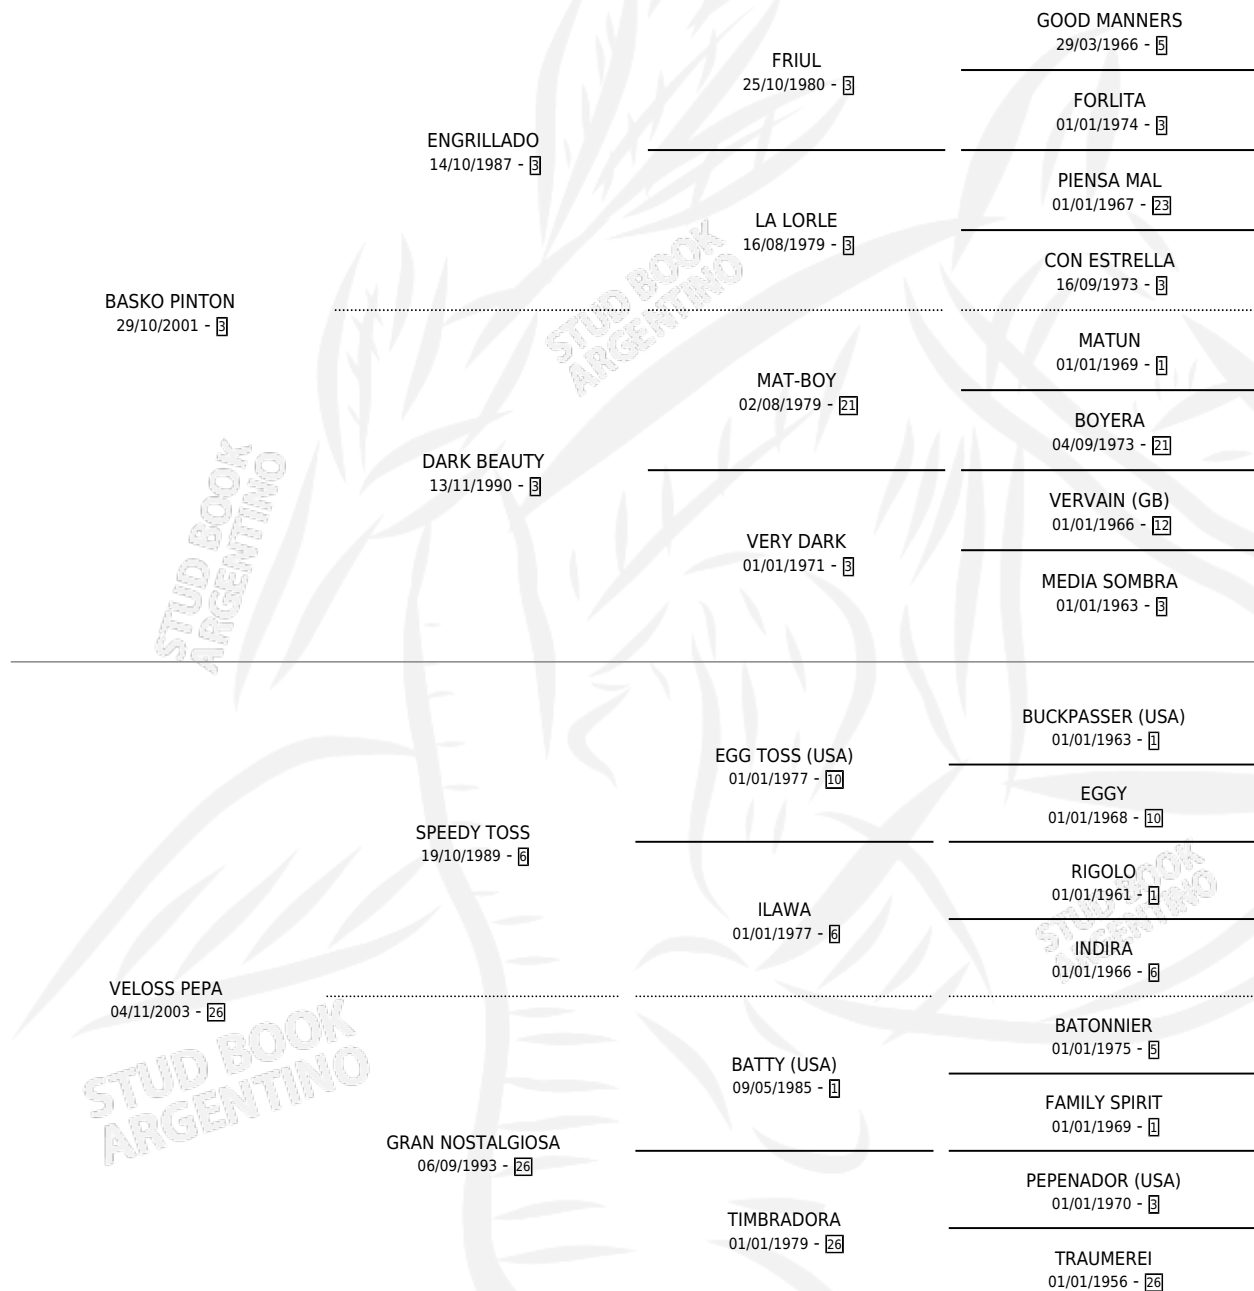 GOOD MANNERS
29/03/1966 - 5
FRIUL
25/10/1980 - 3
FORLITA
01/01/1974 - 3
ENGRILLADO
14/10/1987 - 3
PIENSA MAL
01/01/1967 - 23
LA LORLE
16/08/1979 - 3
CON ESTRELLA
16/09/1973 - 3
BASKO PINTON
29/10/2001 - 3
MATUN
01/01/1969 - 1
MAT-BOY
02/08/1979 - 21
BOYERA
04/09/1973 - 21
DARK BEAUTY
13/11/1990 - 3
VERVAIN (GB)
01/01/1966 - 12
VERY DARK
01/01/1971 - 3
MEDIA SOMBRA
01/01/1963 - 3
STUD BOOK
ARGENTINO
STUD BOOK
ARGENTINO
BUCKPASSER (USA)
01/01/1963 - 1
EGG TOSS (USA)
01/01/1977 - 10
EGGY
01/01/1968 - 10
SPEEDY TOSS
19/10/1989 - 6
RIGOLO
01/01/1961 - 1
ILAWA
01/01/1977 - 6
INDIRA
01/01/1966 - 6
VELOSS PEPA
04/11/2003 - 26
BATONNIER
01/01/1975 - 5
BATTY (USA)
09/05/1985 - 1
FAMILY SPIRIT
01/01/1969 - 1
GRAN NOSTALGIOSA
06/09/1993 - 26
PEPENADOR (USA)
01/01/1970 - 3
TIMBRADORA
01/01/1979 - 26
TRAUMEREI
01/01/1956 - 26
STUD BOOK
ARGENTINO
STUD BOOK
ARGENTINO